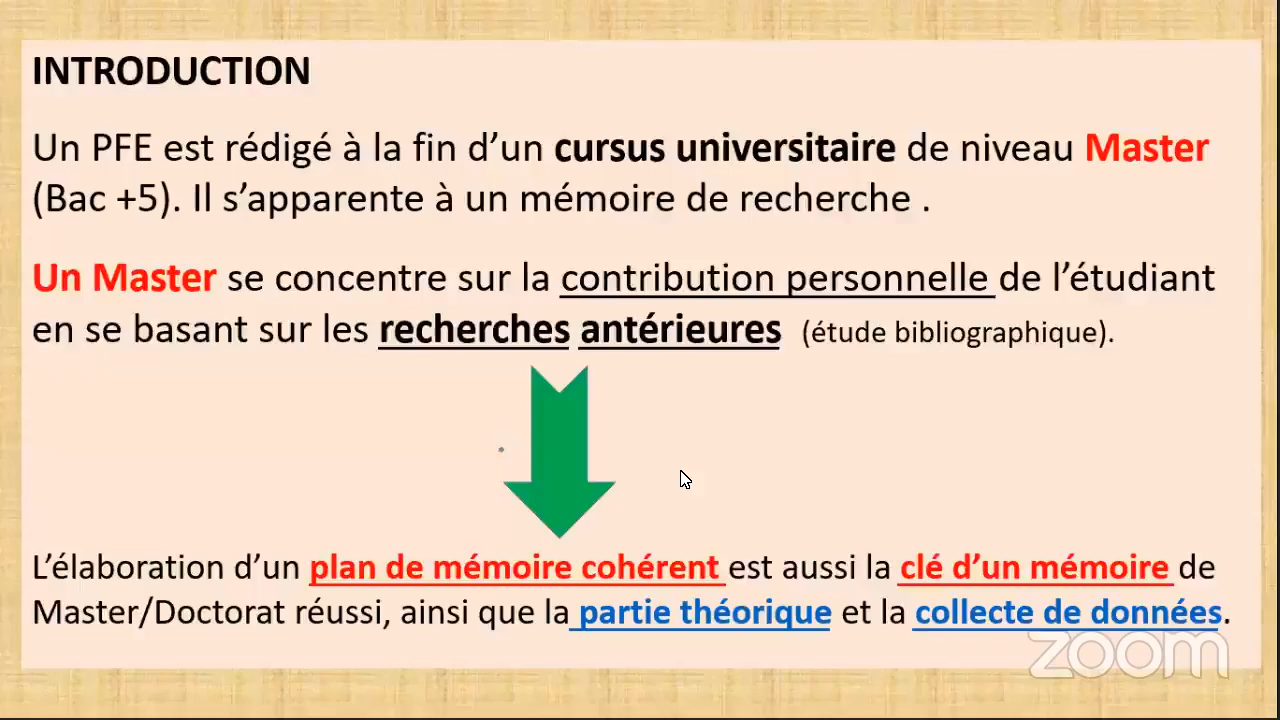 INTRODUCTION
Un PFE est rédigé à la fin d’un cursus universitaire de niveau Master
(Bac +5). Il s’apparente à un mémoire de recherche .
Un Master se concentre sur la contribution personnelle de l’étudiant
en se basant sur les recherches antérieures (étude bibliographique).
L’élaboration d’un plan de mémoire cohérent est aussi la clé d’un mémoire de
Master/Doctorat réussi, ainsi que la partie théorique et la collecte de données.
zoom